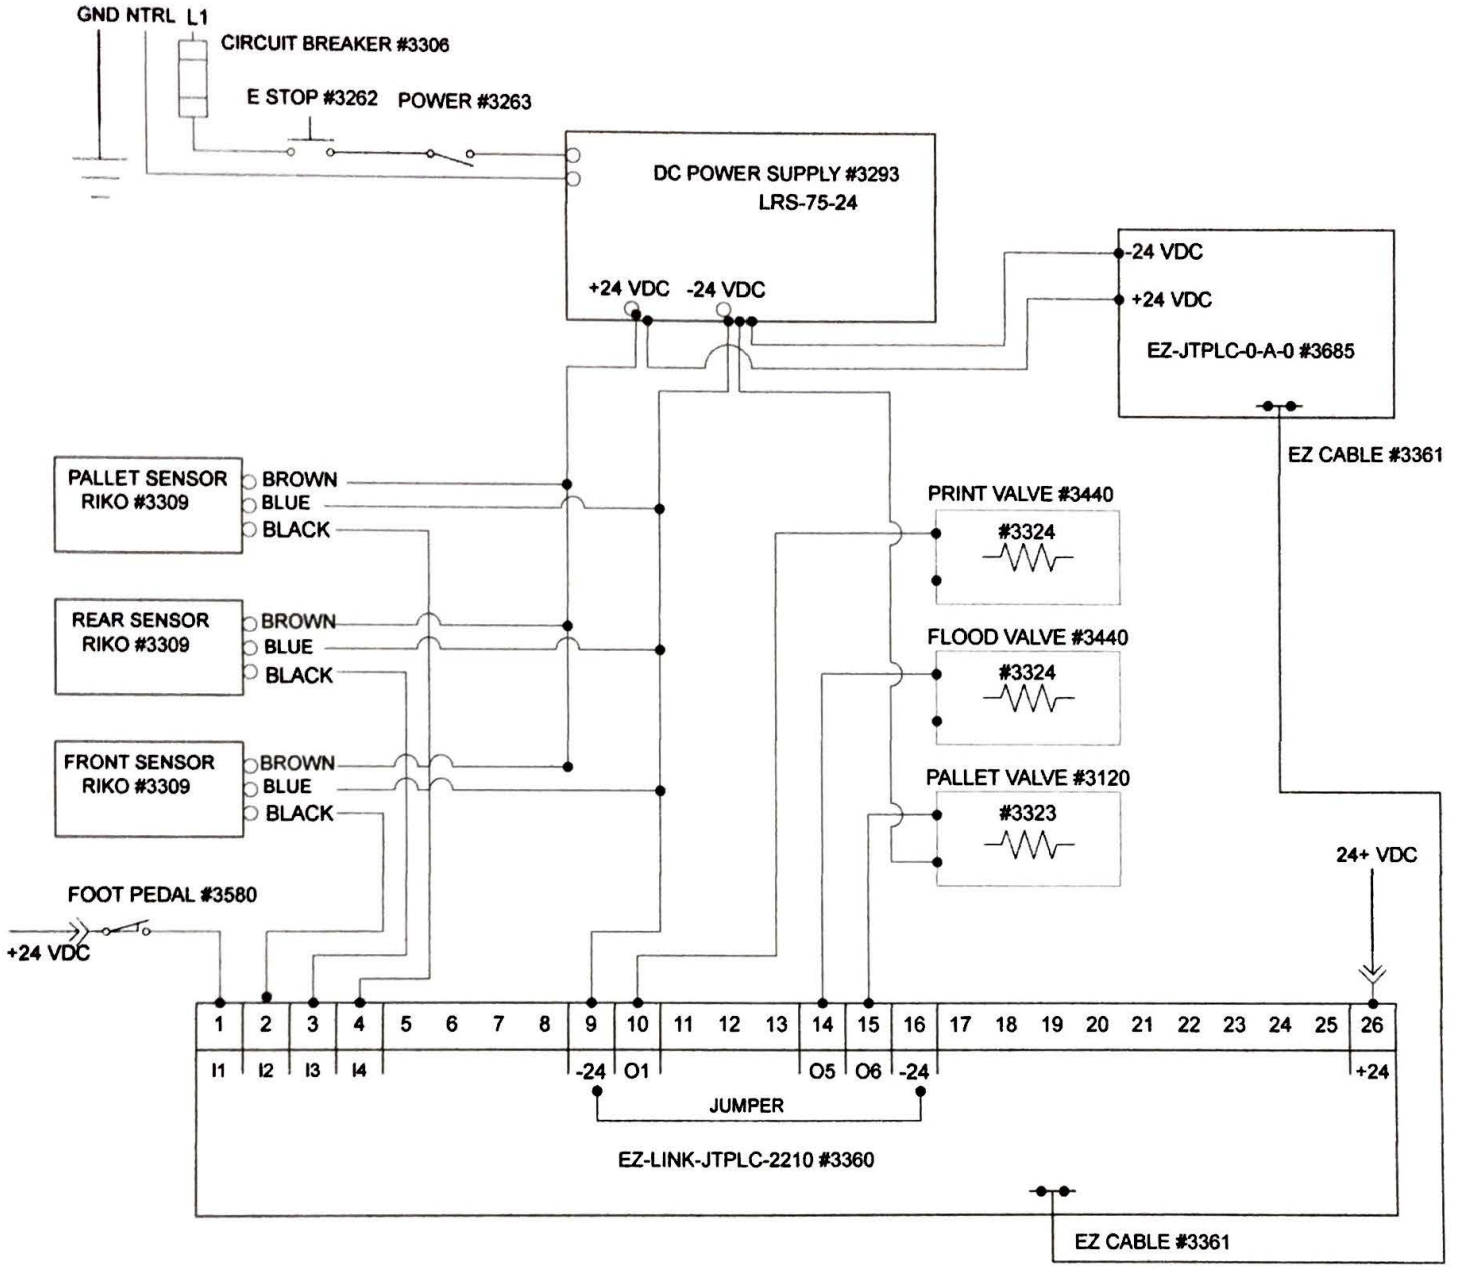 GND NTRL L1
CIRCUIT BREAKER #3306
E STOP #3262 POWER #3263
DC POWER SUPPLY #3293
LRS-75-24
+24 VDC -24 VDC
-24 VDC
+24 VDC
EZ-JTPLC-0-A-0 #3685
EZ CABLE #3361
PALLET SENSOR
RIKO #3309
BROWN
BLUE
BLACK
REAR SENSOR
RIKO #3309
BROWN
BLUE
BLACK
FRONT SENSOR
RIKO #3309
BROWN
BLUE
BLACK
PRINT VALVE #3440
#3324
FLOOD VALVE #3440
#3324
PALLET VALVE #3120
#3323
24+ VDC
FOOT PEDAL #3580
+24 VDC
1 2 3 4 5 6 7 8 9 10 11 12 13 14 15 16 17 18 19 20 21 22 23 24 25 26
I1 I2 I3 I4 -24 O1 O5 O6 -24 +24
JUMPER
EZ-LINK-JTPLC-2210 #3360
EZ CABLE #3361